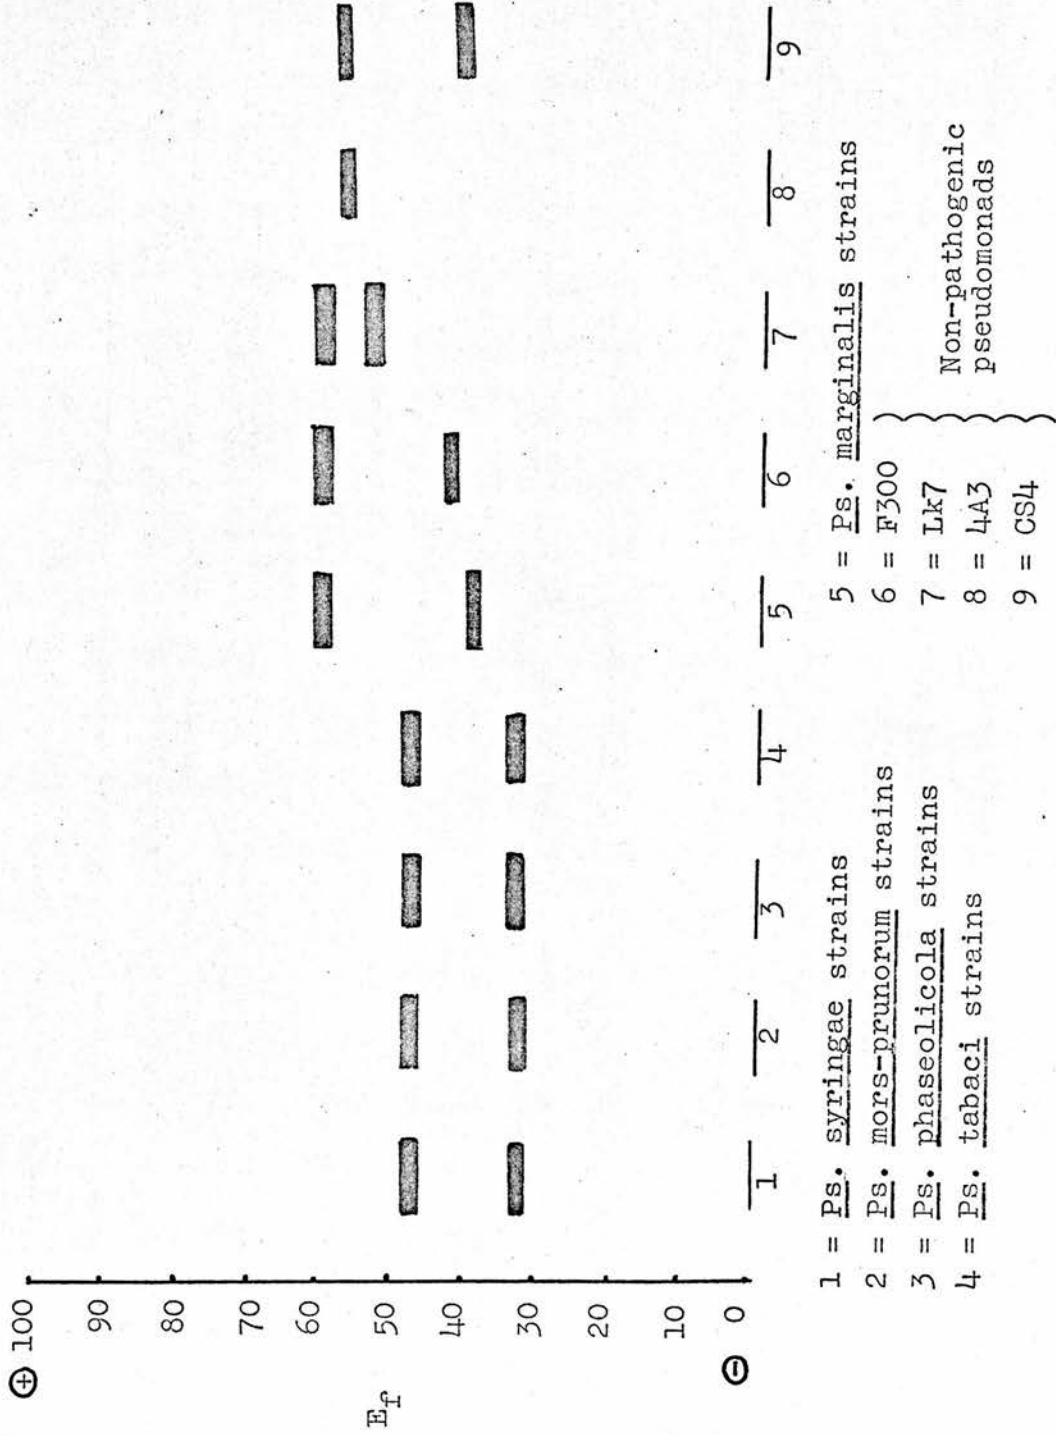 ⊕ 100
90
80
70
60
50
40
30
20
10
⊖ 0
E_f
1 2 3 4 5 6 7 8 9
1 = Ps. syringae strains
2 = Ps. mors-prunorum strains
3 = Ps. phaseolicola strains
4 = Ps. tabaci strains
5 = Ps. marginalis strains
6 = F300
7 = Lk7
8 = 4A3
9 = CS4
Non-pathogenic
pseudomonads